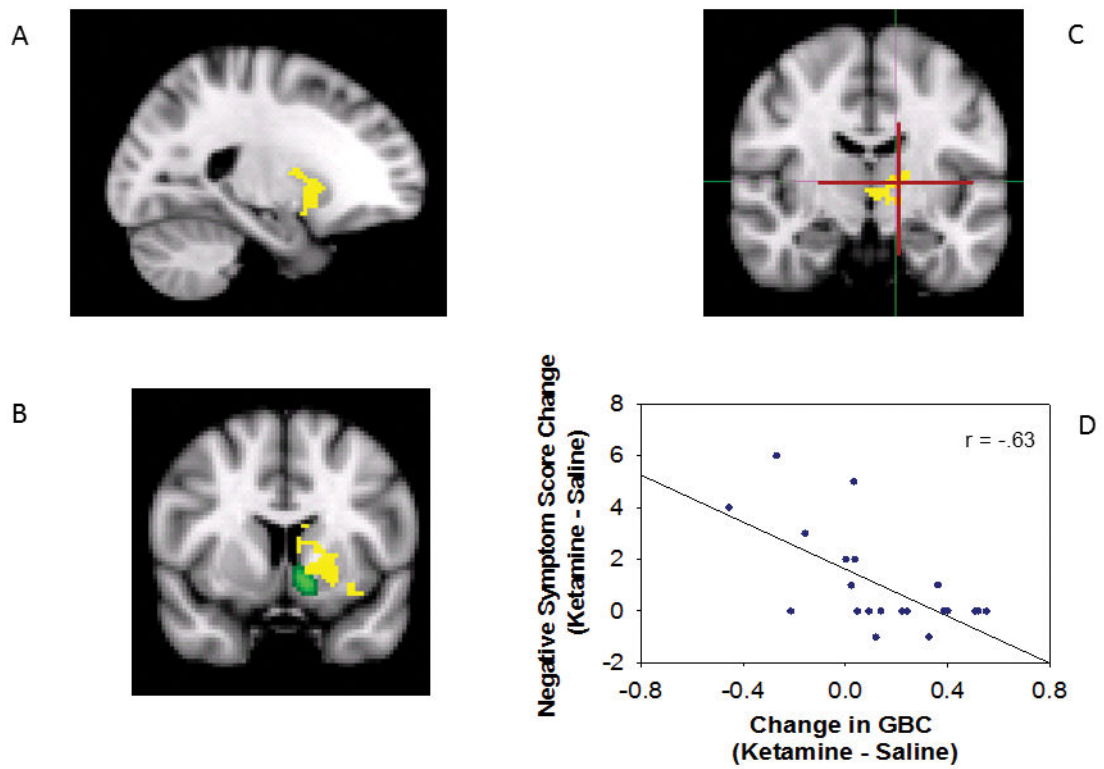 A
C
B
D
Negative Symptom Score Change
(Ketamine - Saline)
8
6
4
2
0
-2
r = -.63
-0.8 -0.4 0.0 0.4 0.8
Change in GBC
(Ketamine - Saline)